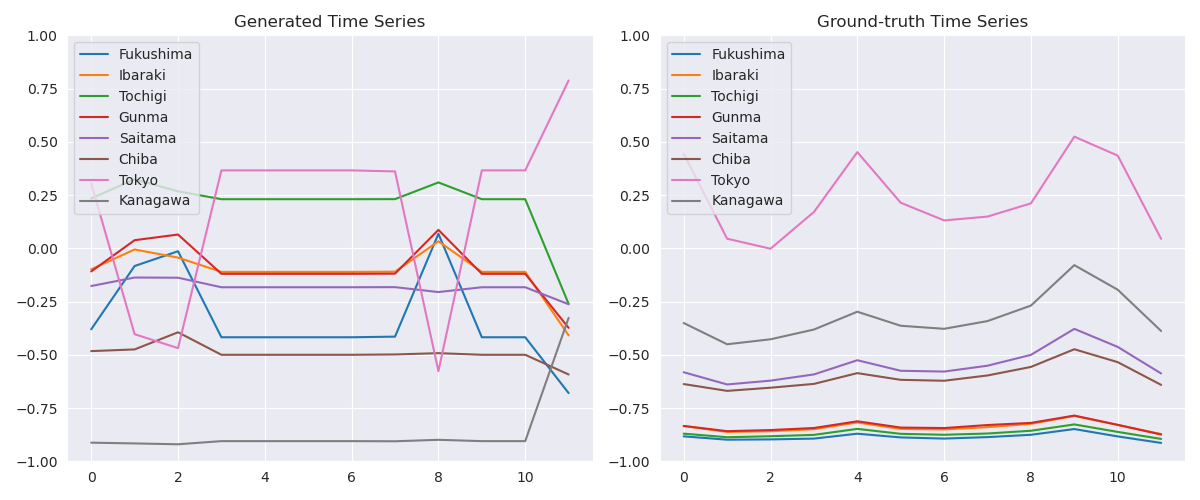 Generated Time Series
1.00
0.75
0.50
0.25
0.00
−0.25
−0.50
−0.75
−1.00
0 2 4 6 8 10
Fukushima
Ibaraki
Tochigi
Gunma
Saitama
Chiba
Tokyo
Kanagawa
Ground-truth Time Series
1.00
0.75
0.50
0.25
0.00
−0.25
−0.50
−0.75
−1.00
0 2 4 6 8 10
Fukushima
Ibaraki
Tochigi
Gunma
Saitama
Chiba
Tokyo
Kanagawa